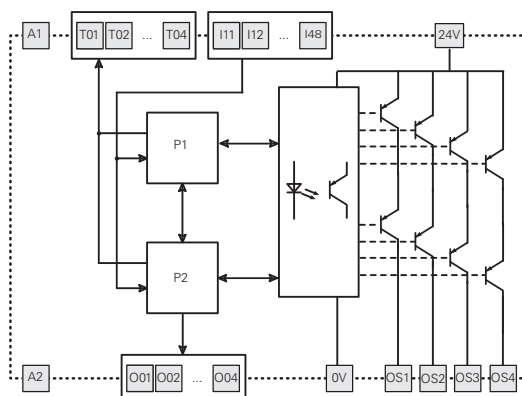 A1 T01 T02 ... T04 I11 I12 ... I48 24V
P1
P2
A2 O01 O02 ... O04 0V OS1 OS2 OS3 OS4